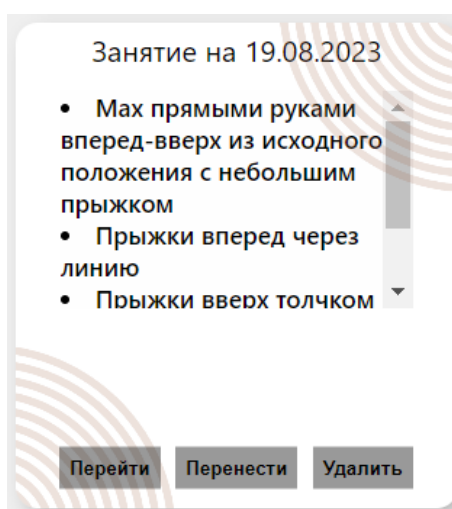 Занятие на 19.08.2023
• Мах прямыми руками
вперед-вверх из исходного
положения с небольшим
прыжком
• Прыжки вперед через
линию
• Прыжки вверх толчком
Перейти Перенести Удалить